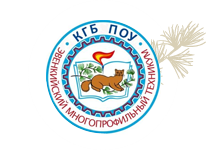 КГБ ПОУ
ЭВЕНКИЙСКИЙ МНОГОПРОФИЛЬНЫЙ ТЕХНИКУМ